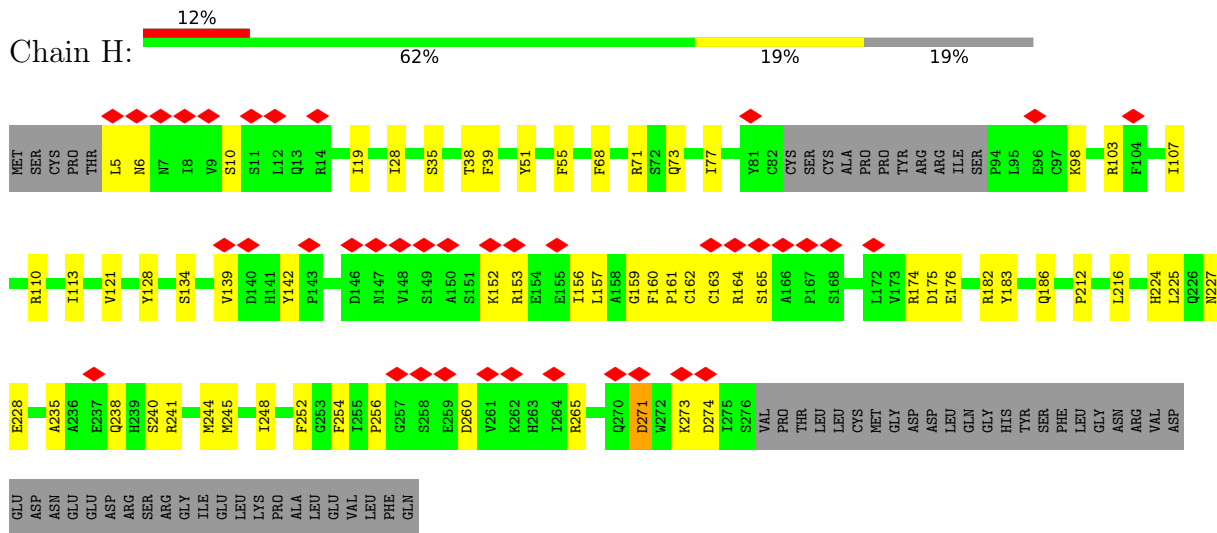 12%
Chain H:
62% 19% 19%
MET SER CYS PRO THR L5 N6 N7 I8 V9 S10 S11 L12 Q13 R14 I19 I28 S35 T38 F39 Y51 F55 F68 R71 S72 Q73 I77 Y81 C82 CYS SER CYS ALA PRO PRO TYR ARG ARG ILE SER P94 L95 E96 C97 K98 R103 F104 I107
R110 I113 V121 Y128 S134 V139 D140 H141 Y142 P143 D146 N147 V148 S149 A150 S151 K152 R153 E154 E155 I156 L157 A158 G159 F160 P161 C162 C163 R164 S165 A166 P167 S168 L172 V173 R174 D175 E176 R182 Y183 Q186 P212 L216 H224 L225 Q226 N227
E228 A235 A236 E237 Q238 H239 S240 R241 M244 M245 I248 F252 G253 F254 I255 P256 G257 S258 E259 D260 V261 K262 H263 I264 R265 Q270 D271 W272 K273 D274 I275 S276 VAL PRO THR LEU LEU CYS MET GLY ASP ASP LEU GLN GLY HIS TYR SER PHE LEU GLY ASN ARG VAL ASP
GLU ASP ASN GLU GLU ASP ARG SER ARG GLY ILE GLU LEU LYS PRO ALA LEU GLU VAL LEU PHE GLN